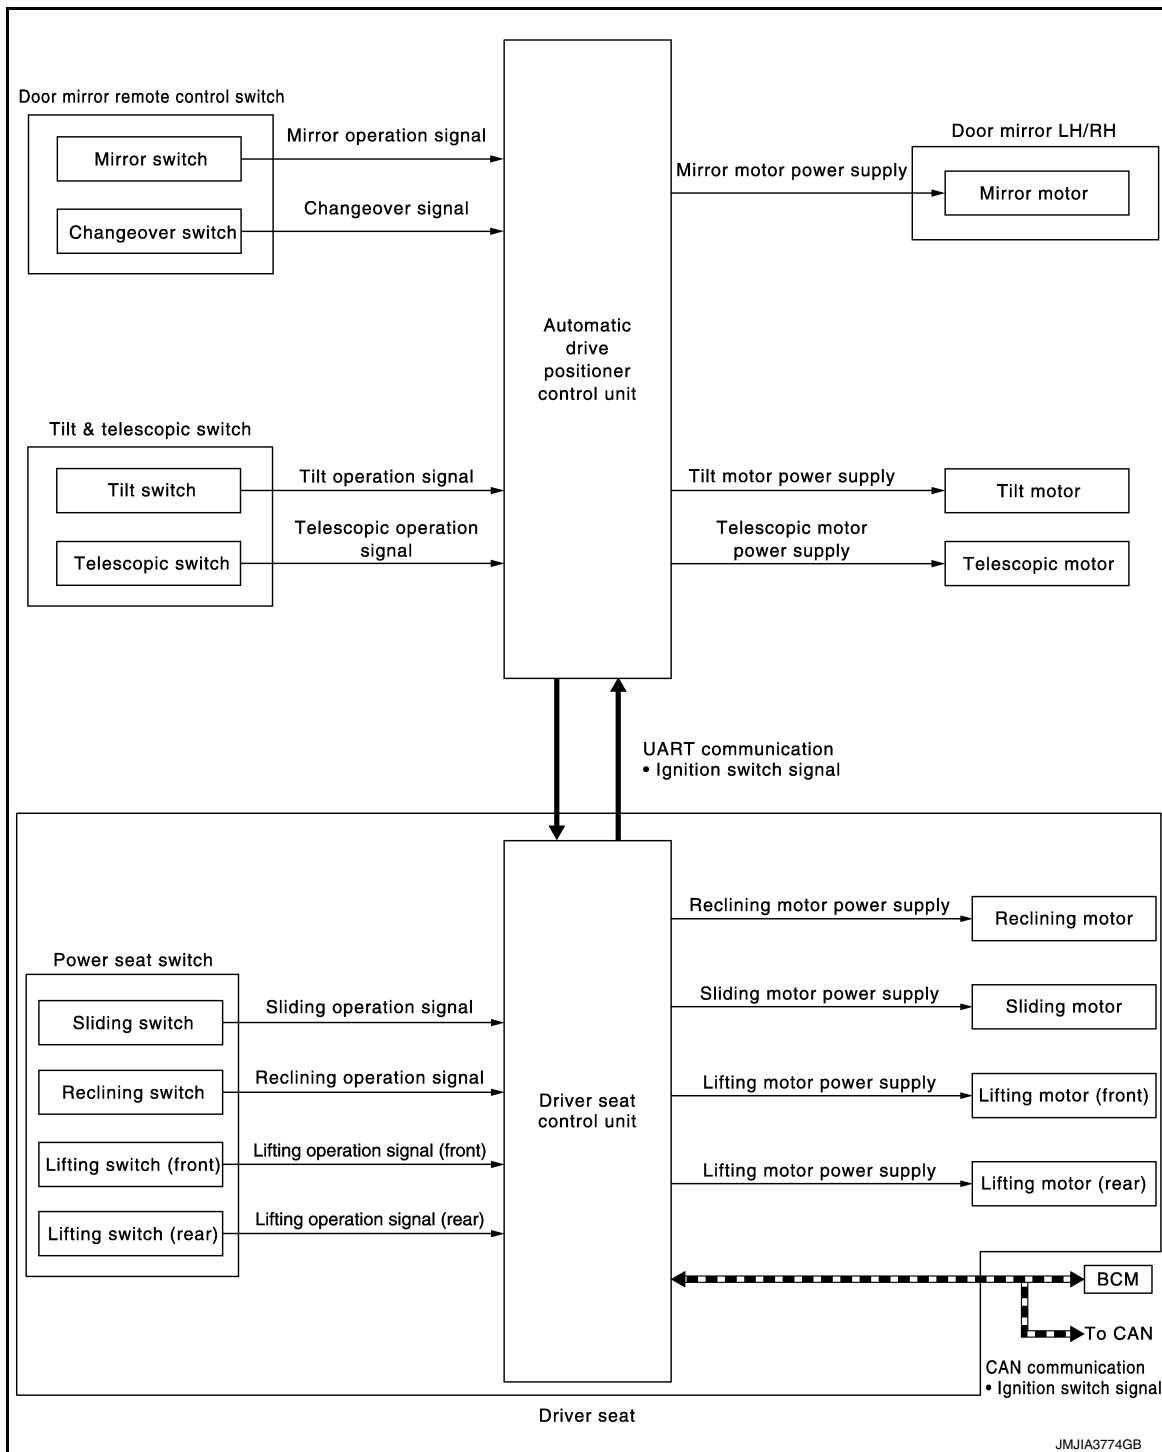 Door mirror remote control switch
Mirror switch
Mirror operation signal
Changeover switch
Changeover signal
Automatic
drive
positioner
control unit
Door mirror LH/RH
Mirror motor power supply
Mirror motor
Tilt & telescopic switch
Tilt switch
Tilt operation signal
Telescopic switch
Telescopic operation
signal
Tilt motor power supply
Tilt motor
Telescopic motor
power supply
Telescopic motor
UART communication
• Ignition switch signal
Power seat switch
Sliding switch
Sliding operation signal
Reclining switch
Reclining operation signal
Lifting switch (front)
Lifting operation signal (front)
Lifting switch (rear)
Lifting operation signal (rear)
Driver seat
control unit
Reclining motor power supply
Reclining motor
Sliding motor power supply
Sliding motor
Lifting motor power supply
Lifting motor (front)
Lifting motor power supply
Lifting motor (rear)
BCM
To CAN
CAN communication
• Ignition switch signal
Driver seat
JMJIA3774GB